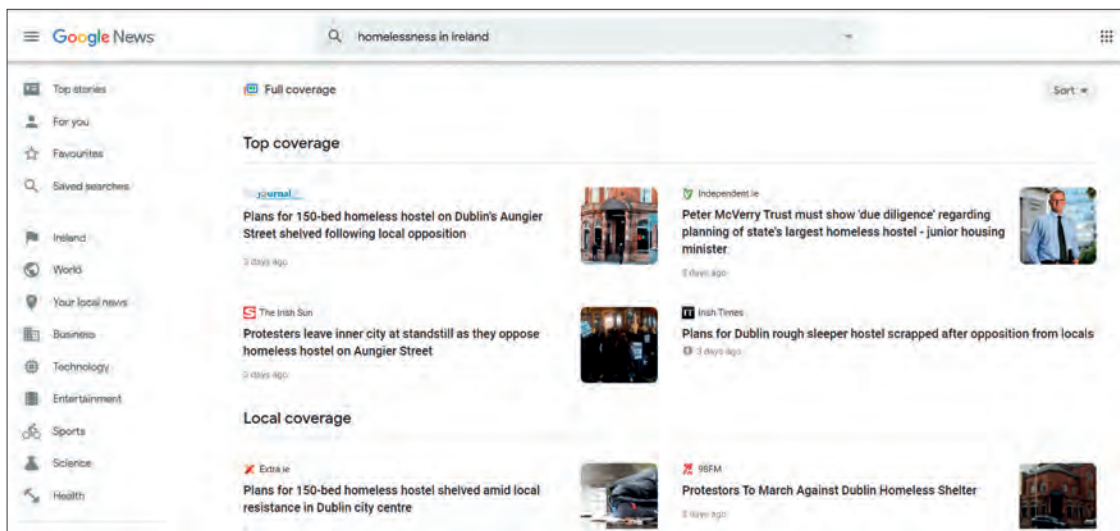 Google News
homelessness in Ireland
Top stories
For you
Favourites
Saved searches
Ireland
World
Your local news
Business
Technology
Entertainment
Sports
Science
Health
Full coverage
Sort
Top coverage
journal
Plans for 150-bed homeless hostel on Dublin's Aungier
Street shelved following local opposition
3 days ago
Independent.ie
Peter McVerry Trust must show 'due diligence' regarding
planning of state's largest homeless hostel - junior housing
minister
3 days ago
The Irish Sun
Protesters leave inner city at standstill as they oppose
homeless hostel on Aungier Street
3 days ago
Irish Times
Plans for Dublin rough sleeper hostel scrapped after opposition from locals
3 days ago
Local coverage
Extra.ie
Plans for 150-bed homeless hostel shelved amid local
resistance in Dublin city centre
98FM
Protestors To March Against Dublin Homeless Shelter
3 days ago